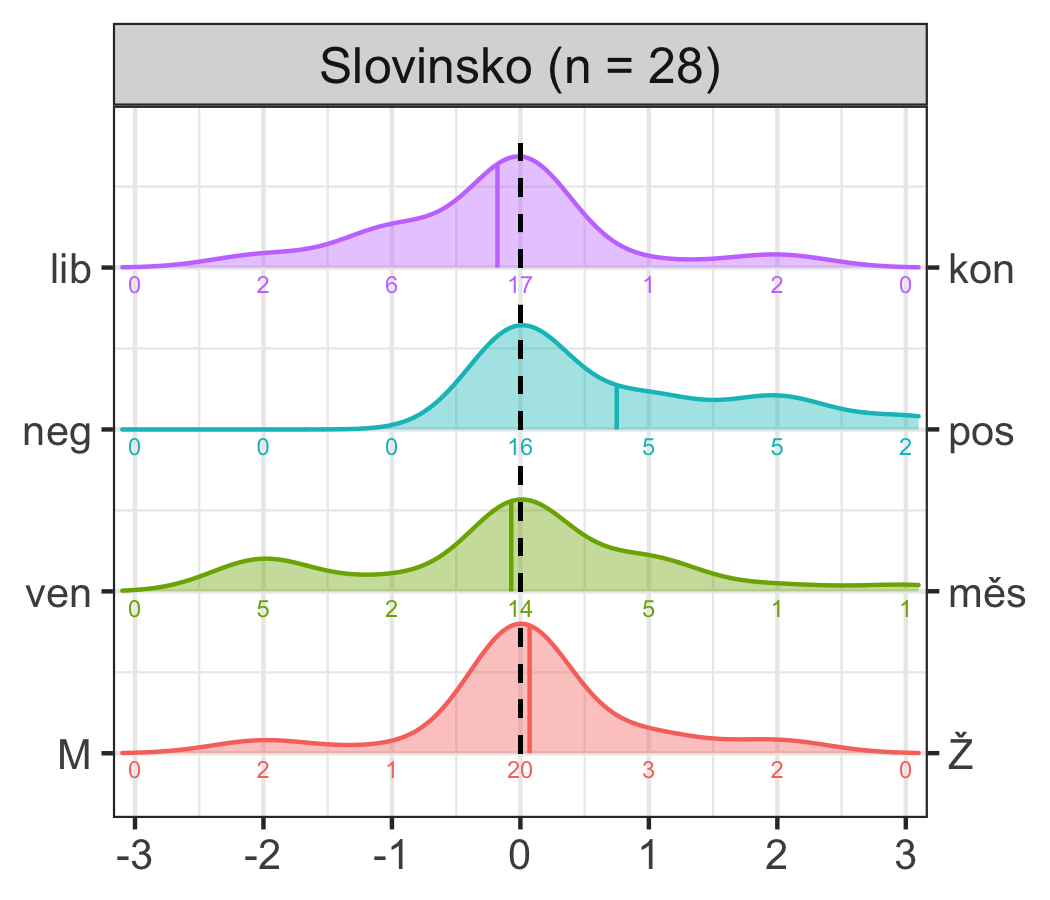 Slovinsko (n = 28)
lib kon
0 2 6 17 1 2 0
neg pos
0 0 0 16 5 5 2
ven měs
0 5 2 14 5 1 1
M Ž
0 2 1 20 3 2 0
-3 -2 -1 0 1 2 3